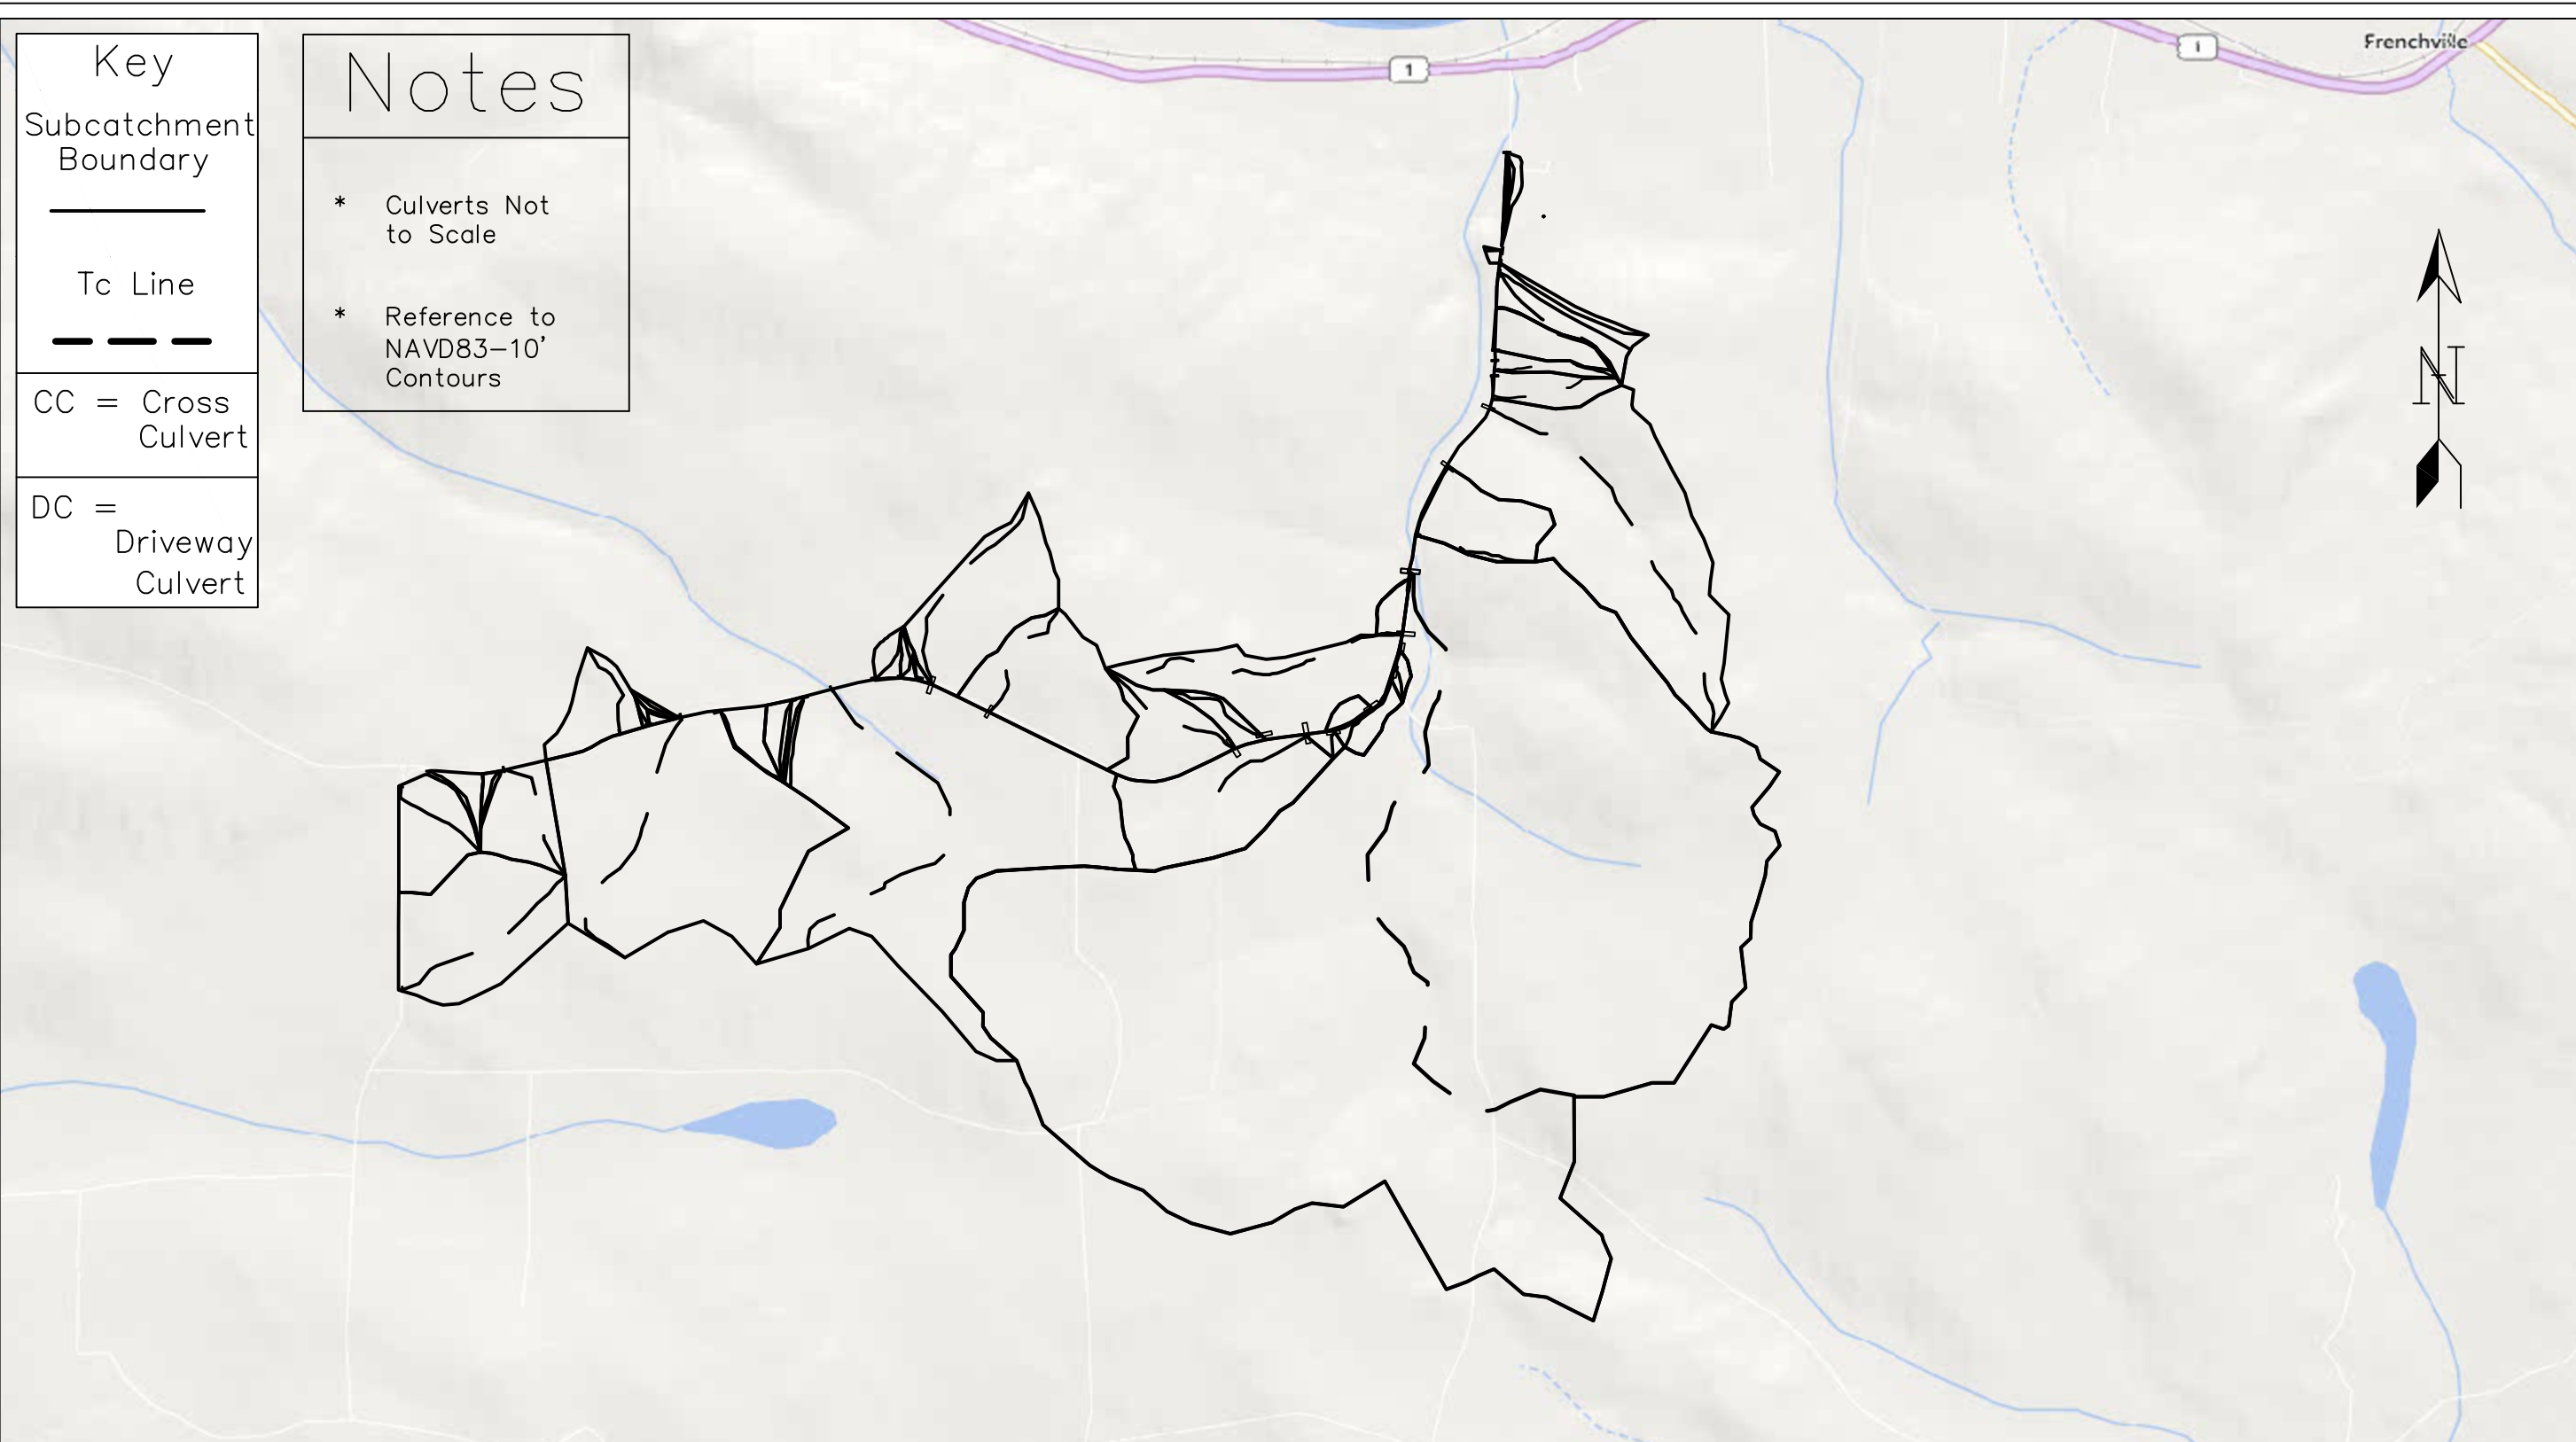 Key
Subcatchment
Boundary
Tc Line
CC = Cross
Culvert
DC =
Driveway
Culvert
Notes
* Culverts Not
to Scale
* Reference to
NAVD83-10'
Contours
1
1
Frenchville
N